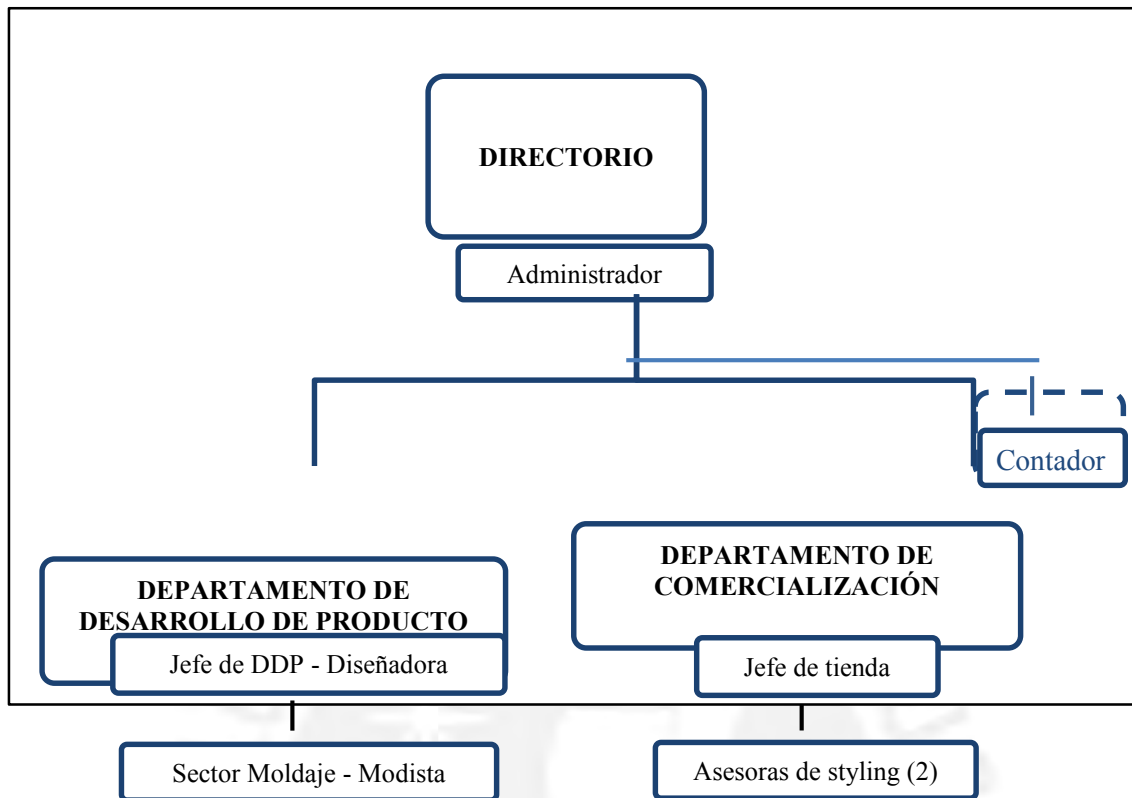 DIRECTORIO
Administrador
Contador
DEPARTAMENTO DE
DESARROLLO DE PRODUCTO
Jefe de DDP - Diseñadora
DEPARTAMENTO DE
COMERCIALIZACIÓN
Jefe de tienda
Sector Moldaje - Modista
Asesoras de styling (2)